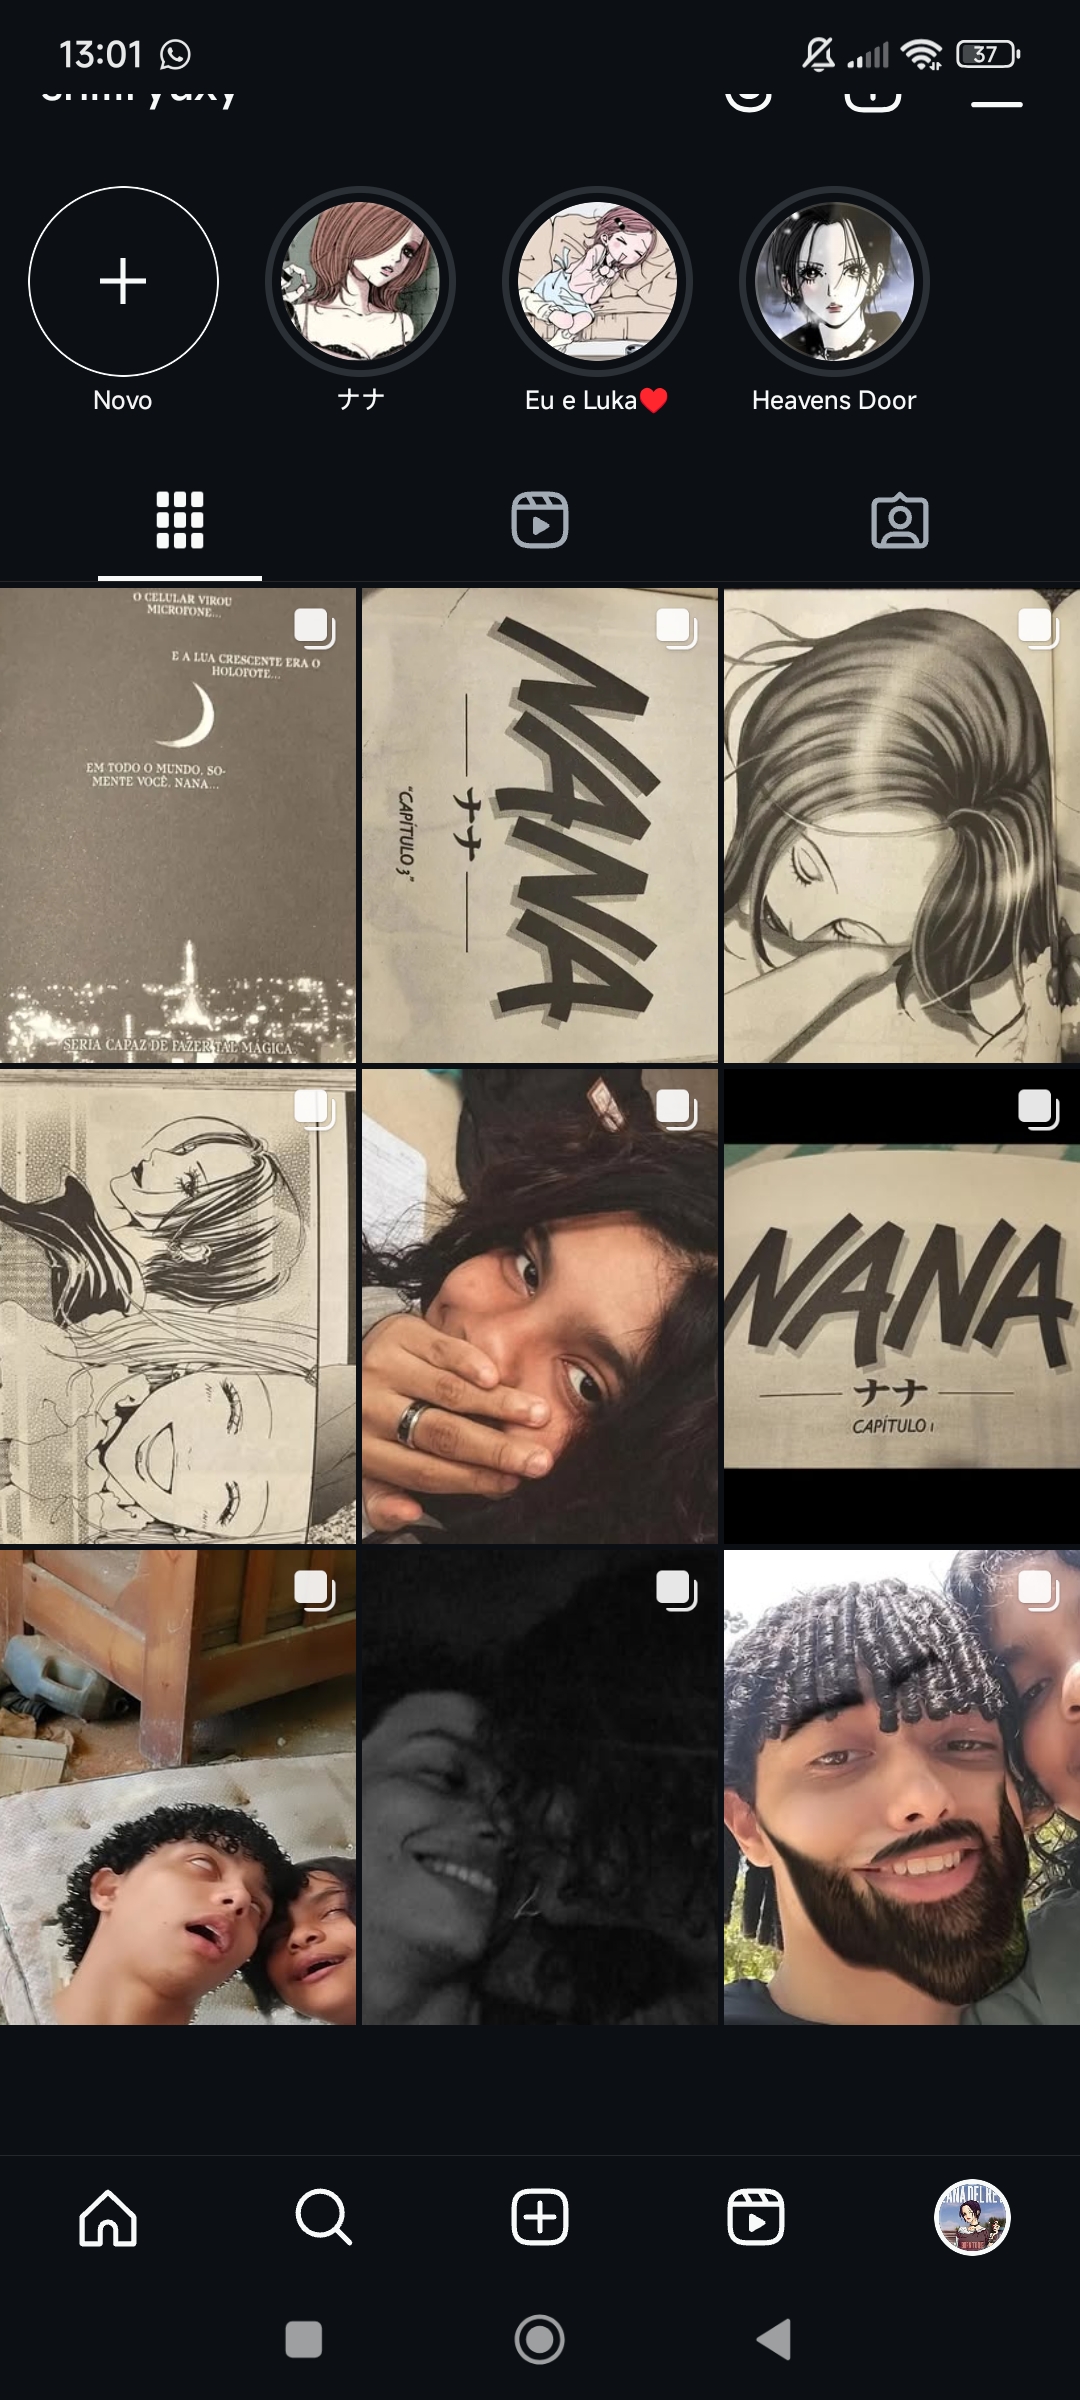 13:01
37
Novo
ナナ
Eu e Luka❤️
Heavens Door
O CELULAR VIROU
MICROFONE...
E A LUA CRESCENTE ERA O
HOLOFOTE...
EM TODO O MUNDO, SO-
MENTE VOCÊ, NANA...
SERIA CAPAZ DE FAZER TAL MÁGICA.
NANA
ナナ
"CAPÍTULO 3"
NANA
ナナ
CAPÍTULO 1